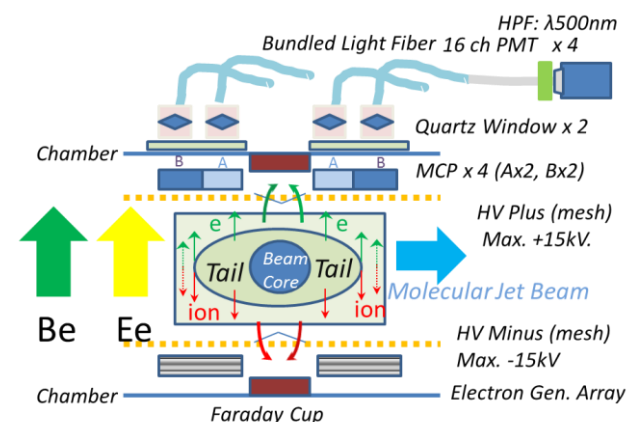 HPF: λ500nm
Bundled Light Fiber 16 ch PMT x 4
Quartz Window x 2
Chamber
B A A B
MCP x 4 (Ax2, Bx2)
HV Plus (mesh)
Max. +15kV.
e e
Beam
Core
Tail Tail
ion ion
Molecular Jet Beam
Be Ee
HV Minus (mesh)
Max. -15kV
Chamber
Electron Gen. Array
Faraday Cup